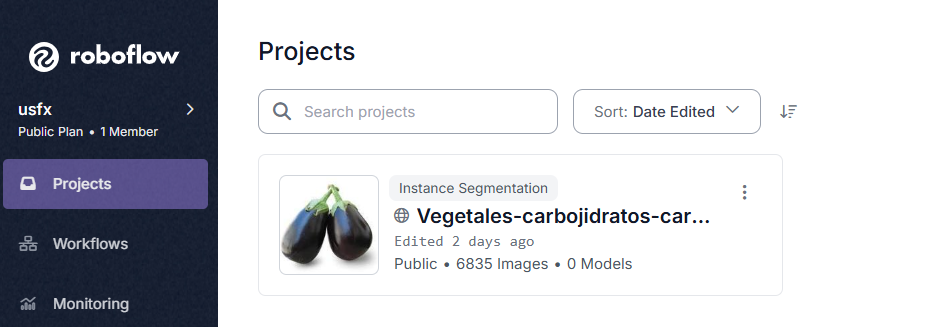 roboflow
usfx
Public Plan • 1 Member
Projects
Workflows
Monitoring
Projects
Search projects
Sort: Date Edited
Instance Segmentation
Vegetales-carbojidratos-car...
Edited 2 days ago
Public • 6835 Images • 0 Models